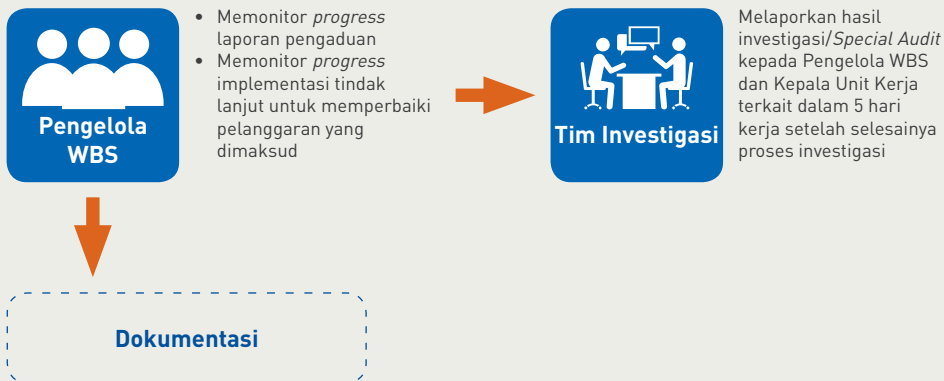 Pengelola
WBS
• Memonitor progress
laporan pengaduan
• Memonitor progress
implementasi tindak
lanjut untuk memperbaiki
pelanggaran yang
dimaksud
Tim Investigasi
Melaporkan hasil
investigasi/Special Audit
kepada Pengelola WBS
dan Kepala Unit Kerja
terkait dalam 5 hari
kerja setelah selesainya
proses investigasi
Dokumentasi